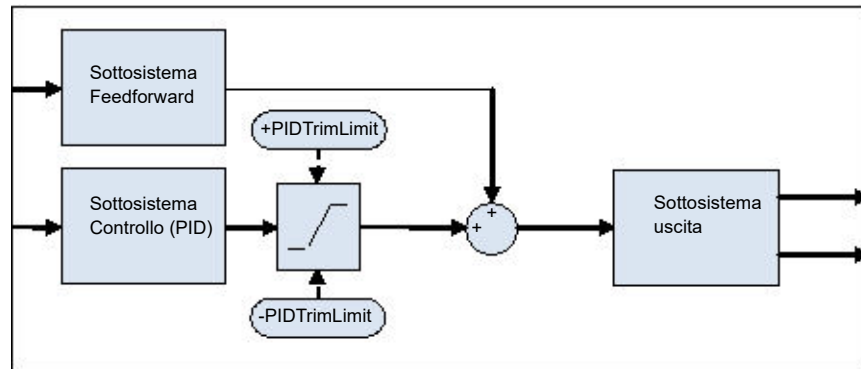 Sottosistema
Feedforward
+PIDTrimLimit
Sottosistema
Controllo (PID)
-PIDTrimLimit
+
+
Sottosistema
uscita